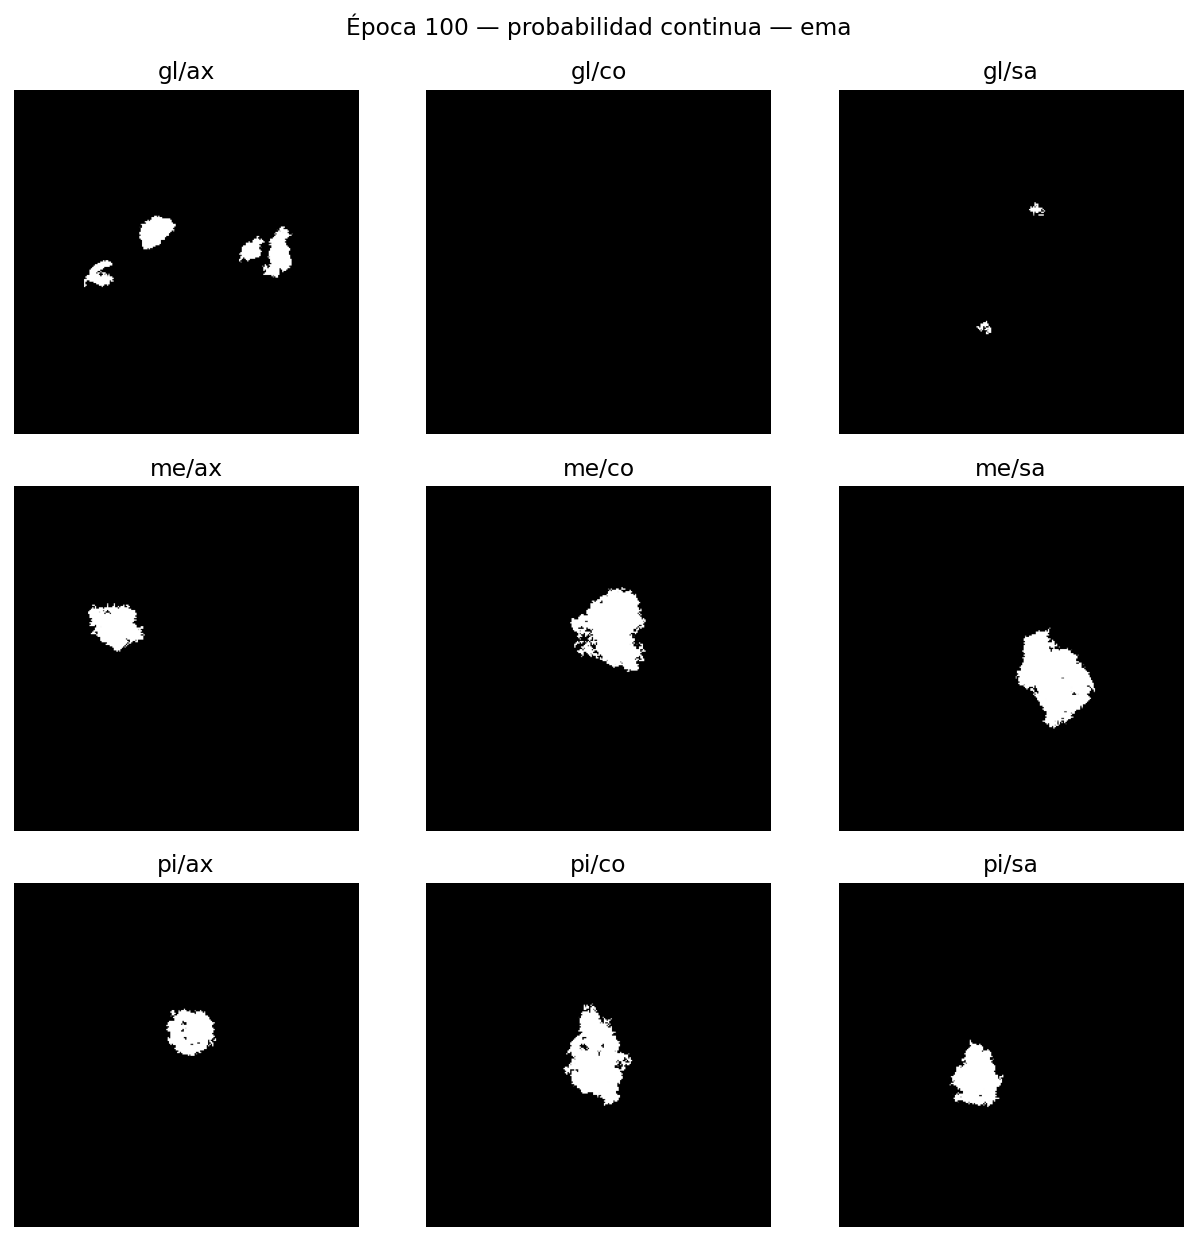 Época 100 — probabilidad continua — ema
gl/ax
gl/co
gl/sa
me/ax
me/co
me/sa
pi/ax
pi/co
pi/sa